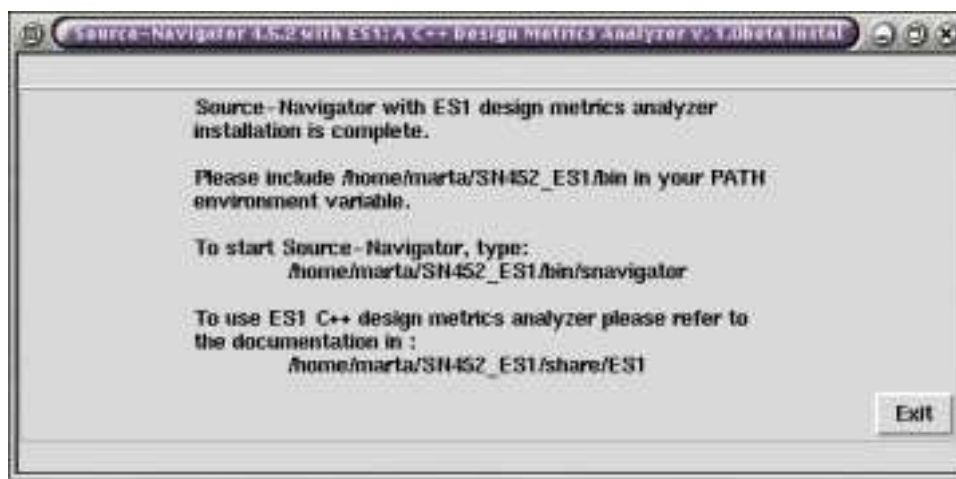 Source-Navigator 4.5.2 with ES1: A C++ Design Metrics Analyzer v. 1.0beta Instal
Source-Navigator with ES1 design metrics analyzer
installation is complete.
Please include /home/marta/SN452_ES1/bin in your PATH
environment variable.
To start Source-Navigator, type:
/home/marta/SN452_ES1/bin/snavigator
To use ES1 C++ design metrics analyzer please refer to
the documentation in :
/home/marta/SN452_ES1/share/ES1
Exit